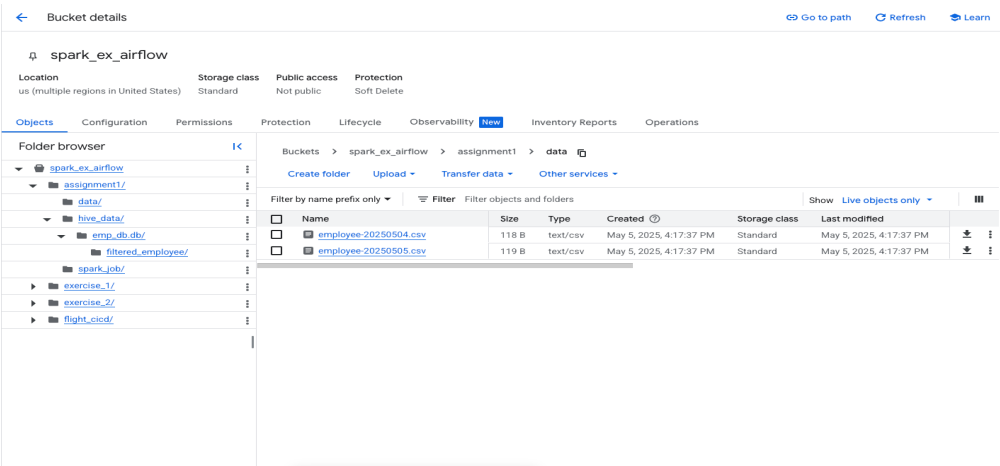 Bucket details
Go to path Refresh Learn
spark_ex_airflow
Location Storage class Public access Protection
us (multiple regions in United States) Standard Not public Soft Delete
Objects Configuration Permissions Protection Lifecycle Observability New Inventory Reports Operations
Folder browser
spark_ex_airflow
assignment1/
data/
hive_data/
emp_db.db/
filtered_employee/
spark_job/
exercise_1/
exercise_2/
flight_cicd/
Buckets > spark_ex_airflow > assignment1 > data
Create folder Upload Transfer data Other services
Filter by name prefix only Filter Filter objects and folders Show Live objects only
Name Size Type Created Storage class Last modified
employee-20250504.csv 118 B text/csv May 5, 2025, 4:17:37 PM Standard May 5, 2025, 4:17:37 PM
employee-20250505.csv 119 B text/csv May 5, 2025, 4:17:37 PM Standard May 5, 2025, 4:17:37 PM